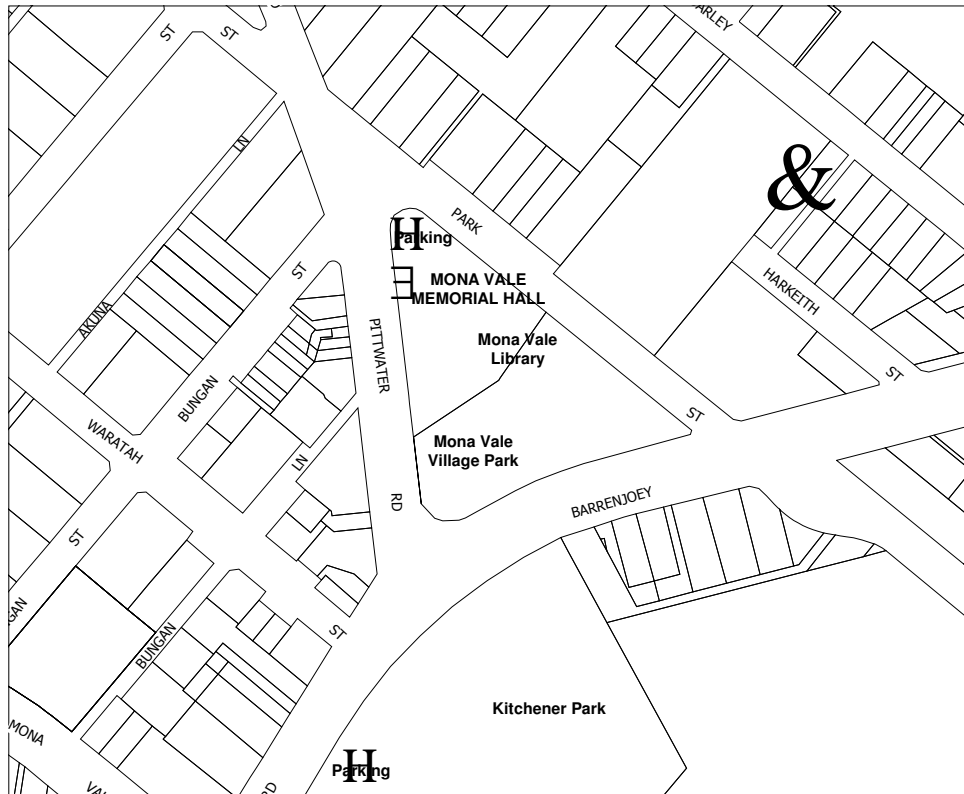 ST
ST
ARLEY
LN
&
PARK
H
Parking
ST
HARKEITH
MONA VALE
MEMORIAL HALL
E
AKUNA
PITTWATER
Mona Vale
Library
ST
BUNGAN
ST
WARATAH
Mona Vale
Village Park
LN
RD
BARRENJOEY
ST
GAN
BUNGAN
ST
Kitchener Park
MONA
H
Parking
VAL
RD